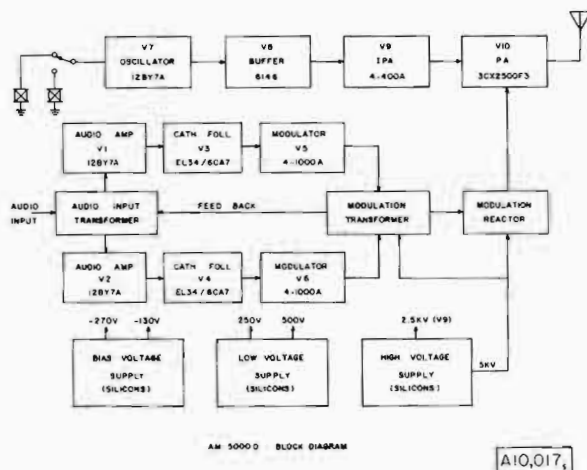 V7
OSCILLATOR
12BY7A
V8
BUFFER
6146
V9
IPA
4-400A
V10
PA
3CX2500F3
AUDIO AMP
V1
12BY7A
CATH FOLL
V3
EL34/6CA7
MODULATOR
V5
4-1000A
AUDIO
INPUT
AUDIO INPUT
TRANSFORMER
FEED BACK
MODULATION
TRANSFORMER
MODULATION
REACTOR
AUDIO AMP
V2
12BY7A
CATH FOLL
V4
EL34/6CA7
MODULATOR
V6
4-1000A
-270V
-130V
250V
500V
2.5KV (V9)
BIAS VOLTAGE
SUPPLY
(SILICONS)
LOW VOLTAGE
SUPPLY
(SILICONS)
HIGH VOLTAGE
SUPPLY
(SILICONS)
5KV
AM 5000D BLOCK DIAGRAM
A10,017